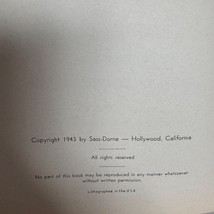 Copyright 1943 by Sass-Dorne — Hollywood, California
All rights reserved
No part of this book may be reproduced in any manner whatsoever
without written permission.
Lithographed in the U.S.A.